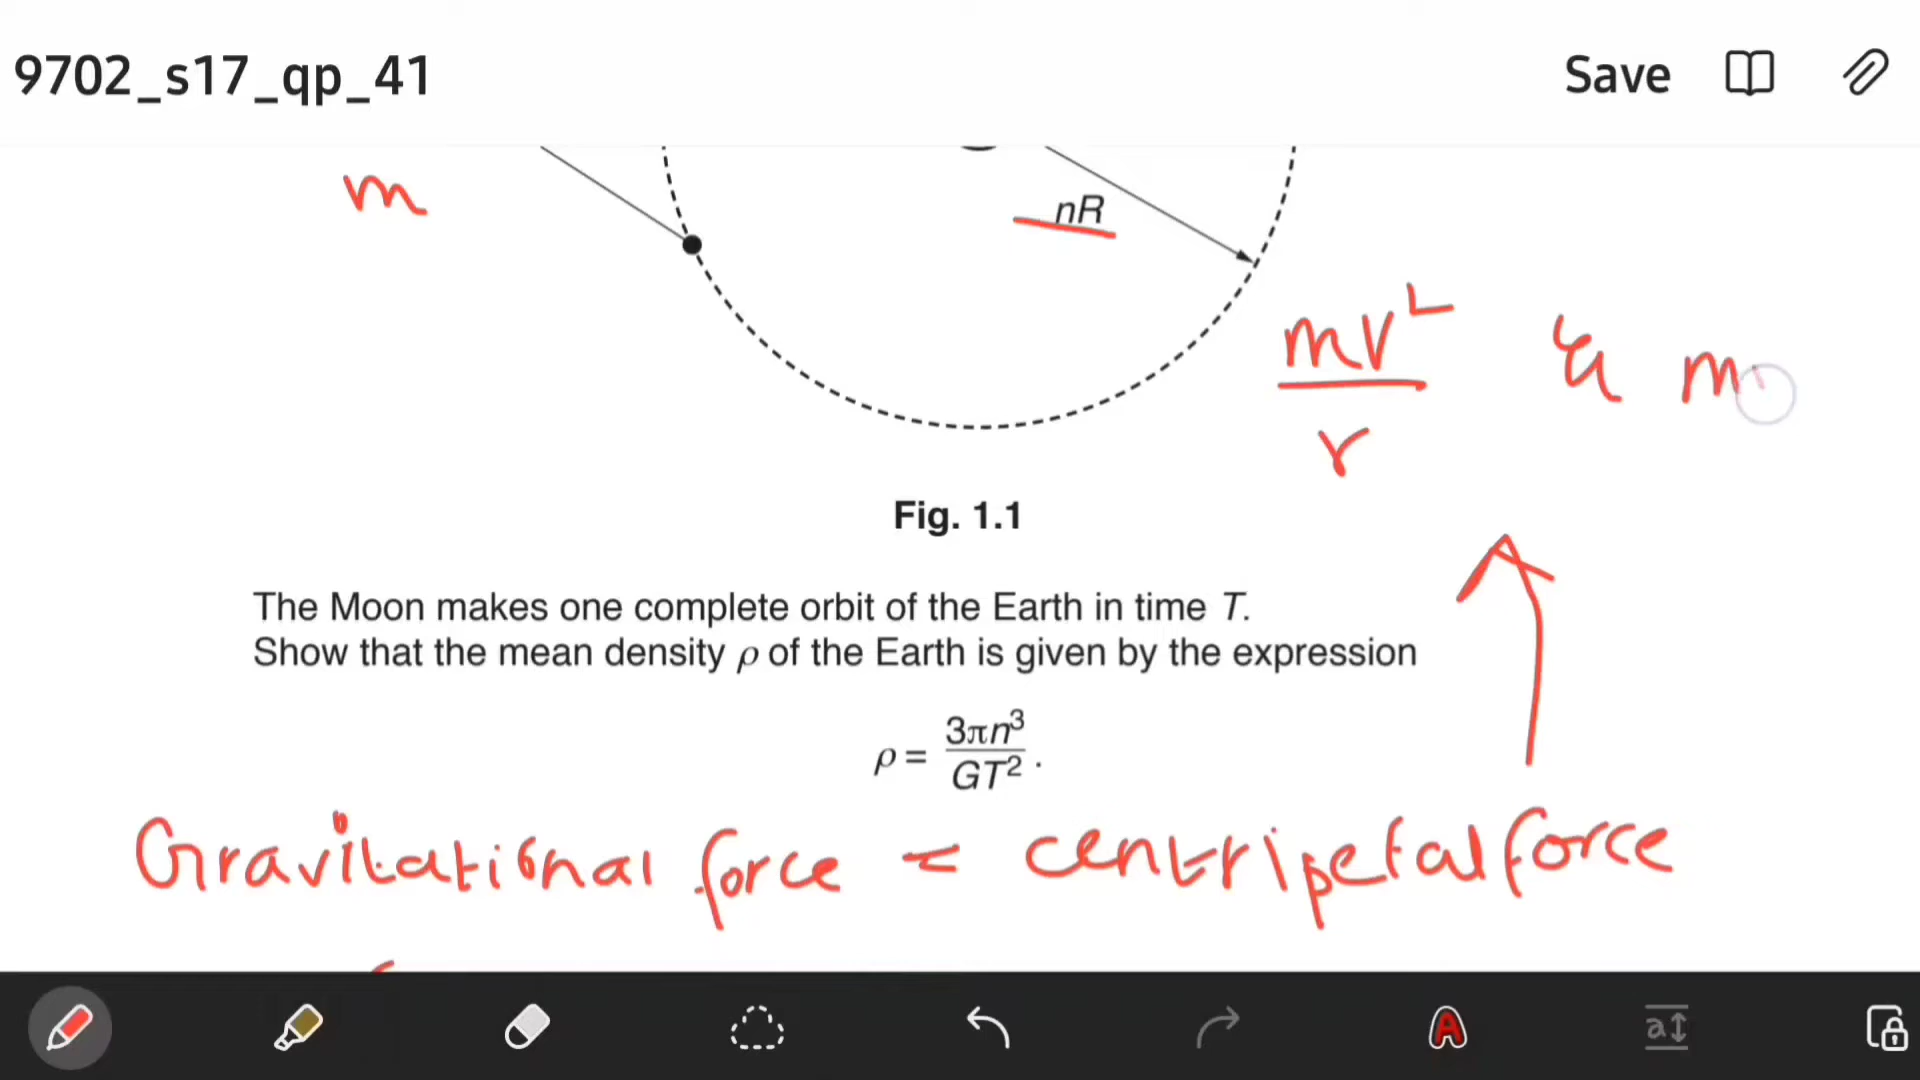 9702_s17_qp_41
Save
m
nR
mv²
r
& m
Fig. 1.1
The Moon makes one complete orbit of the Earth in time T.
Show that the mean density ρ of the Earth is given by the expression
ρ = 3πn³ / GT² .
Gravitational force = centripetal force
A
a